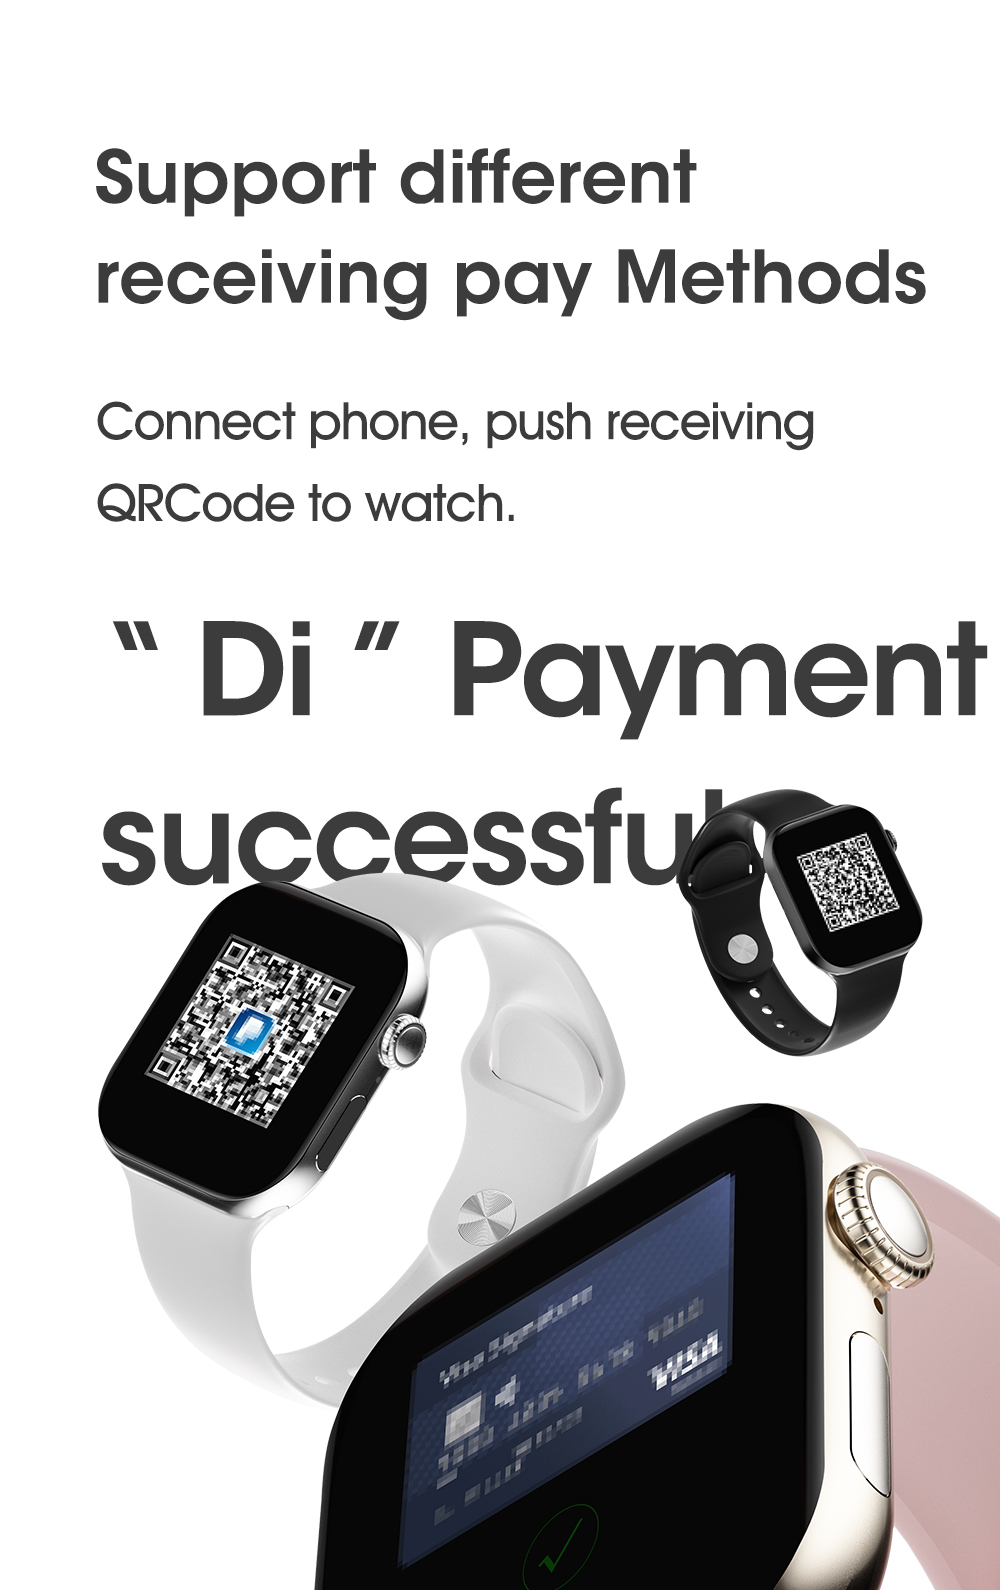 Support different
receiving pay Methods
Connect phone, push receiving
QRCode to watch.
“ Di ” Payment
successful
VISA